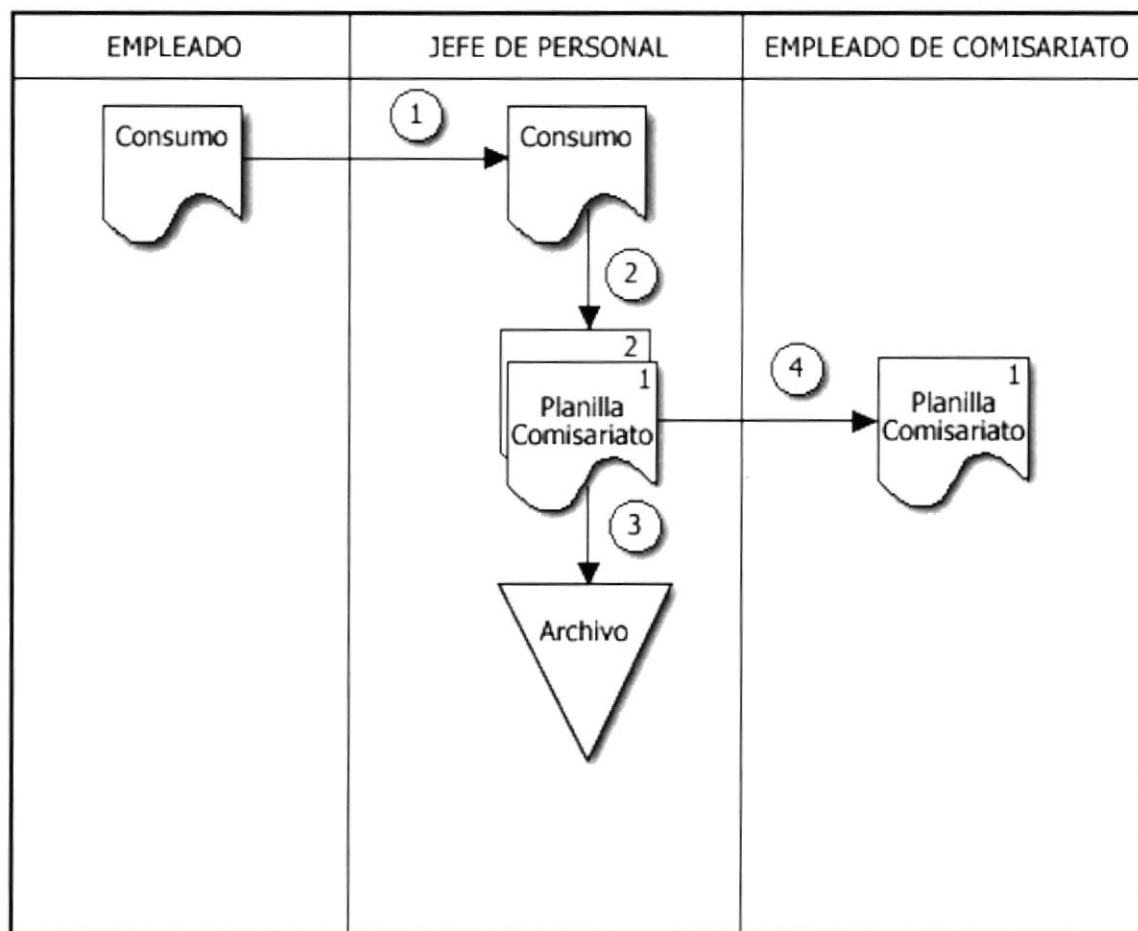 EMPLEADO
JEFE DE PERSONAL
EMPLEADO DE COMISARIATO
Consumo
1
Consumo
2
2
1
Planilla
Comisariato
4
1
Planilla
Comisariato
3
Archivo